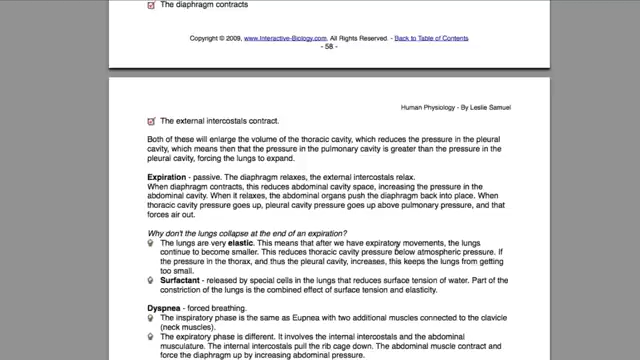 The diaphragm contracts
Copyright © 2009, www.Interactive-Biology.com, All Rights Reserved. - Back to Table of Contents
- 58 -
Human Physiology - By Leslie Samuel
The external intercostals contract.
Both of these will enlarge the volume of the thoracic cavity, which reduces the pressure in the pleural
cavity, which means then that the pressure in the pulmonary cavity is greater than the pressure in the
pleural cavity, forcing the lungs to expand.
Expiration - passive. The diaphragm relaxes, the external intercostals relax.
When diaphragm contracts, this reduces abdominal cavity space, increasing the pressure in the
abdominal cavity. When it relaxes, the abdominal organs push the diaphragm back into place. When
thoracic cavity pressure goes up, pleural cavity pressure goes up above pulmonary pressure, and that
forces air out.
Why don't the lungs collapse at the end of an expiration?
The lungs are very elastic. This means that after we have expiratory movements, the lungs
continue to become smaller. This reduces thoracic cavity pressure below atmospheric pressure. If
the pressure in the thorax, and thus the pleural cavity, increases, this keeps the lungs from getting
too small.
Surfactant - released by special cells in the lungs that reduces surface tension of water. Part of the
constriction of the lungs is the combined effect of surface tension and elasticity.
Dyspnea - forced breathing.
The inspiratory phase is the same as Eupnea with two additional muscles connected to the clavicle
(neck muscles).
The expiratory phase is different. It involves the internal intercostals and the abdominal
musculature. The internal intercostals pull the rib cage down. The abdominal muscles contract and
force the diaphragm up by increasing abdominal pressure.